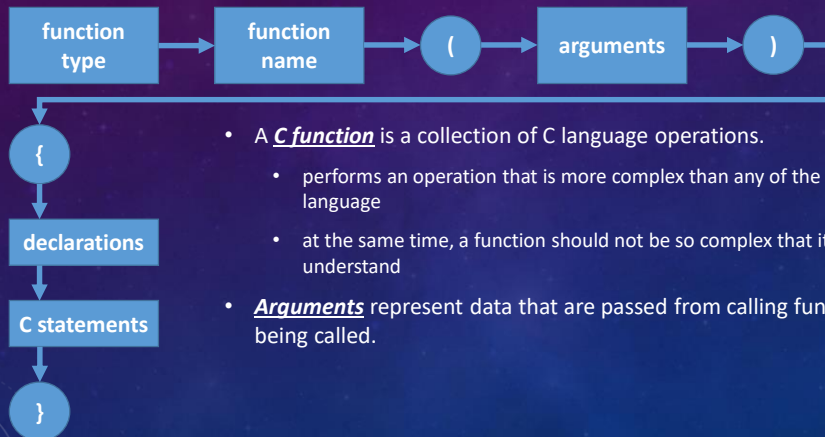 function type
function name
(
arguments
)
{
declarations
C statements
}
• A C function is a collection of C language operations.
• performs an operation that is more complex than any of the
language
• at the same time, a function should not be so complex that
understand
• Arguments represent data that are passed from calling
being called.